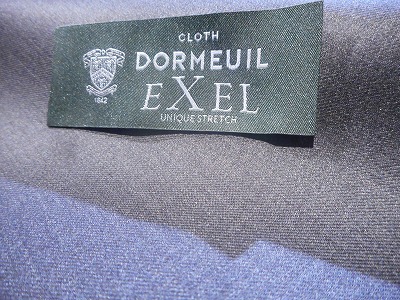 CLOTH
DORMEUIL
EXEL
UNIQUE STRETCH
1842